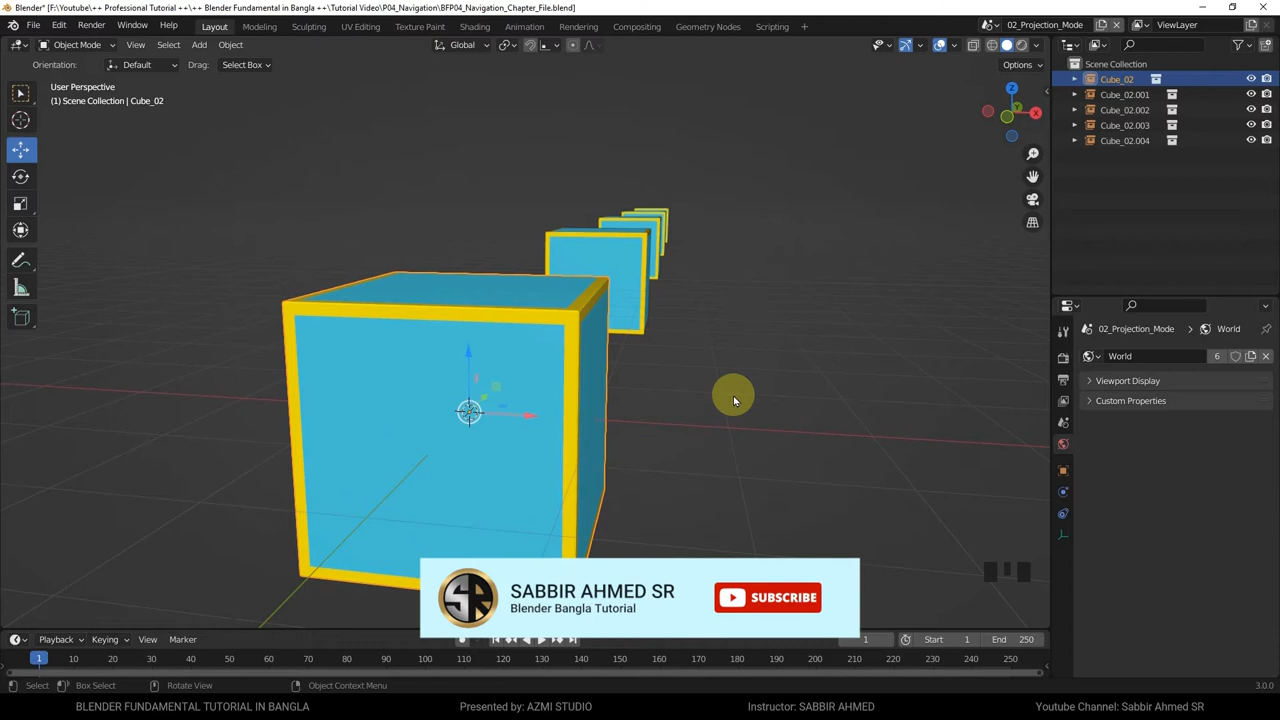 Blender* [F:\Youtube\++ Professional Tutorial ++\++ Blender Fundamental in Bangla ++\Tutorial Video\P04_Navigation\BFP04_Navigation_Chapter_File.blend]
File Edit Render Window Help Layout Modeling Sculpting UV Editing Texture Paint Shading Animation Rendering Compositing Geometry Nodes Scripting + 02_Projection_Mode ViewLayer
Object Mode View Select Add Object Global
Orientation: Default Drag: Select Box Options
User Perspective
(1) Scene Collection | Cube_02
Z
Y
X
Scene Collection
Cube_02
Cube_02.001
Cube_02.002
Cube_02.003
Cube_02.004
02_Projection_Mode > World
World 6
Viewport Display
Custom Properties
SR
SABBIR AHMED SR
Blender Bangla Tutorial
SUBSCRIBE
Playback Keying View Marker 1 Start 1 End 250
1 10 20 30 40 50 60 70 80 90 100 110 120 130 140 150 160 170 180 190 200 210 220 230 240 250
Select Box Select Rotate View Object Context Menu 3.0.0
BLENDER FUNDAMENTAL TUTORIAL IN BANGLA Presented by: AZMI STUDIO Instructor: SABBIR AHMED Youtube Channel: Sabbir Ahmed SR